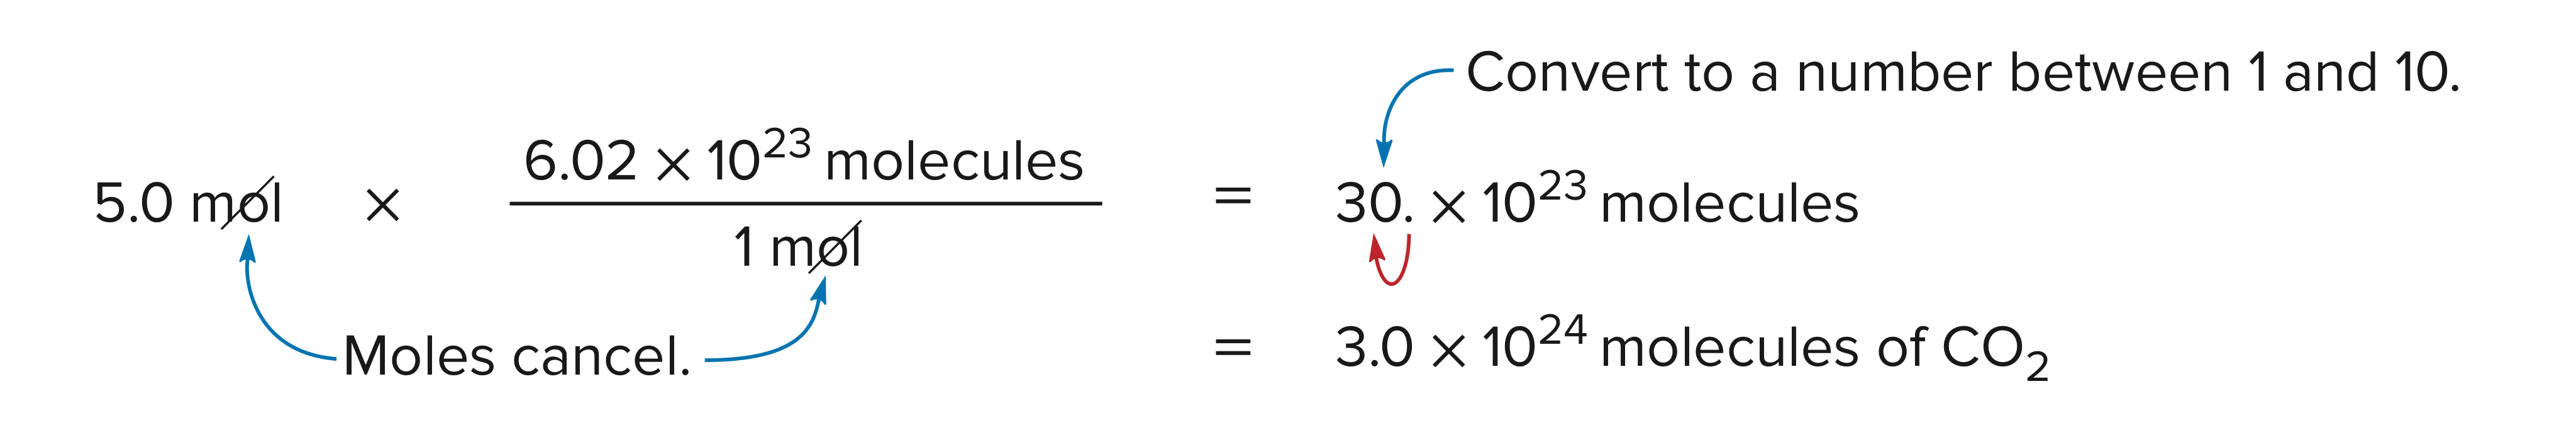 Convert to a number between 1 and 10.
5.0 mol × 6.02 × 10²³ molecules / 1 mol = 30. × 10²³ molecules
Moles cancel.
= 3.0 × 10²⁴ molecules of CO₂